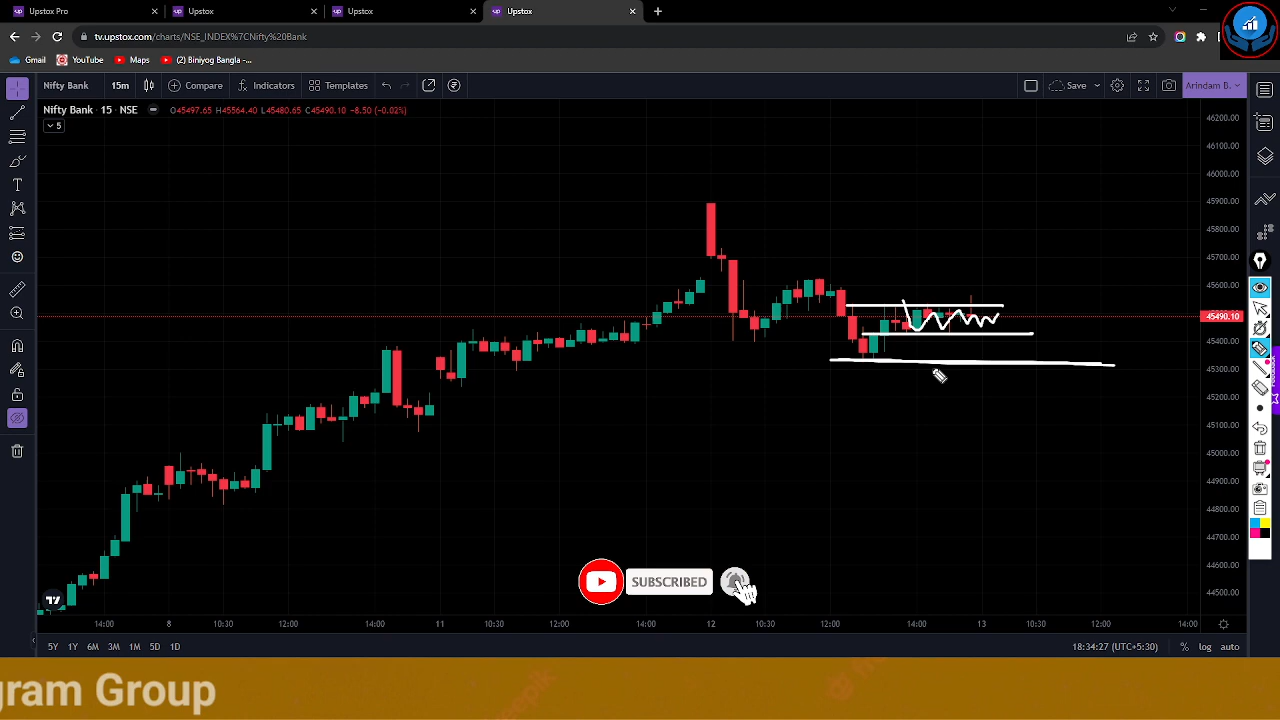 Upstox Pro
Upstox
Upstox
Upstox
tv.upstox.com/charts/NSE_INDEX%7CNifty%20Bank
Gmail
YouTube
Maps
(2) Biniyog Bangla -...
Nifty Bank
15m
Compare
Indicators
Templates
Save
Arindam B.
Nifty Bank · 15 · NSE
O45497.65 H45564.40 L45480.65 C45490.10 -8.50 (-0.02%)
5
46200.00
46100.00
46000.00
45900.00
45800.00
45700.00
45600.00
45490.10
45400.00
45300.00
45200.00
45100.00
45000.00
44900.00
44800.00
44700.00
44600.00
44500.00
SUBSCRIBED
14:00 8 10:30 12:00 14:00 11 10:30 12:00 14:00 12 10:30 12:00 14:00 13 10:30 12:00 14:00
5Y 1Y 6M 3M 1M 5D 1D
18:34:27 (UTC+5:30)
% log auto
gram Group